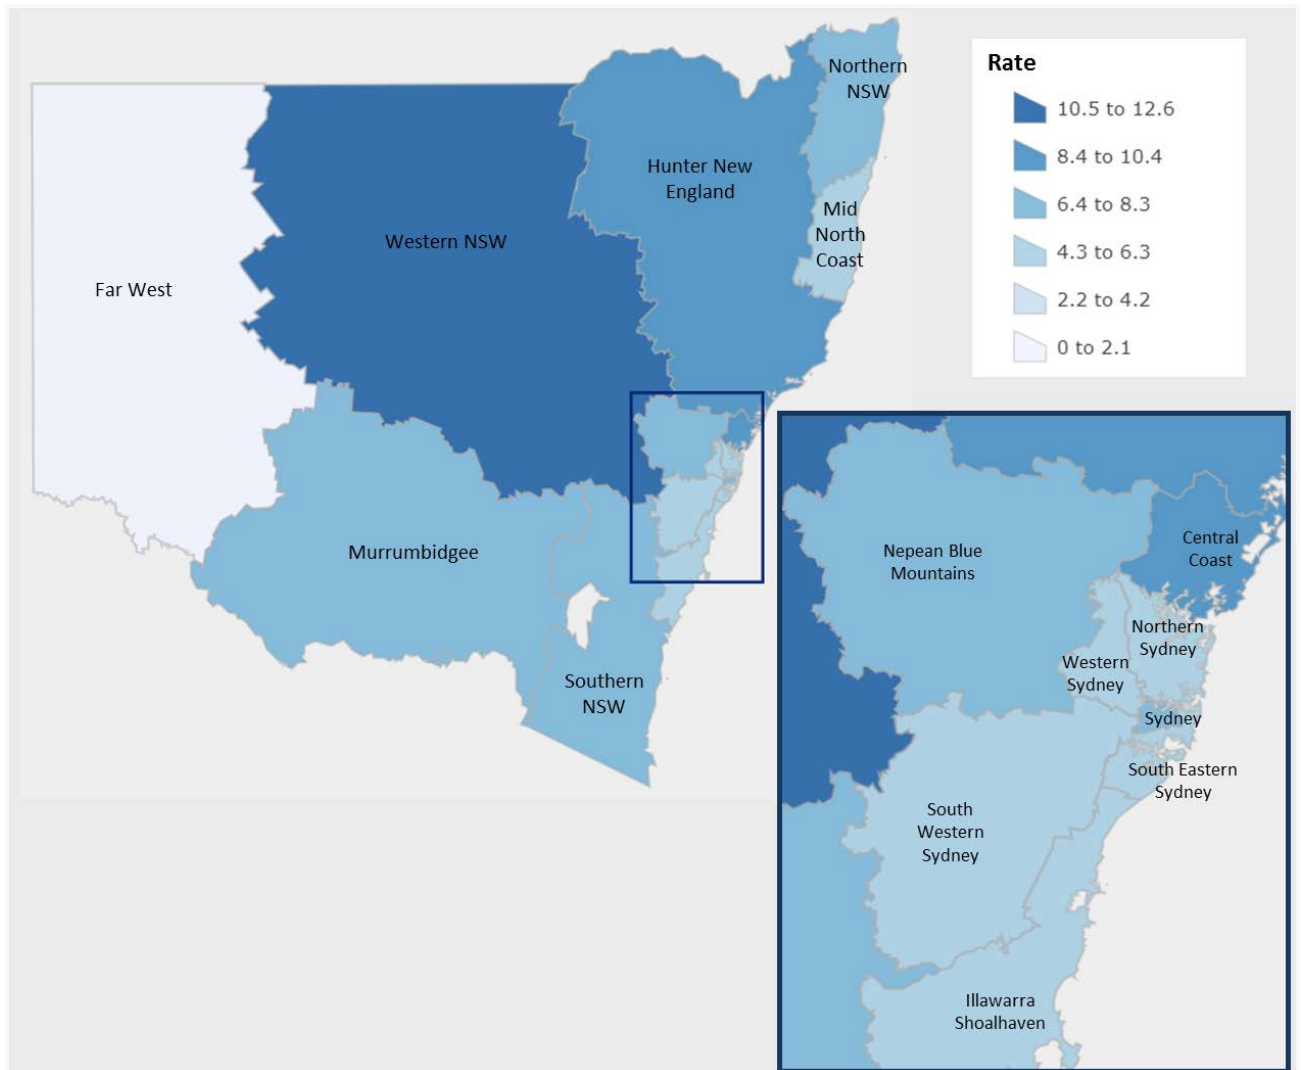 Northern
NSW
Hunter New
England
Mid
North
Coast
Western NSW
Far West
Murrumbidgee
Southern
NSW
Rate
10.5 to 12.6
8.4 to 10.4
6.4 to 8.3
4.3 to 6.3
2.2 to 4.2
0 to 2.1
Central
Coast
Nepean Blue
Mountains
Northern
Sydney
Western
Sydney
Sydney
South Eastern
Sydney
South
Western
Sydney
Illawarra
Shoalhaven